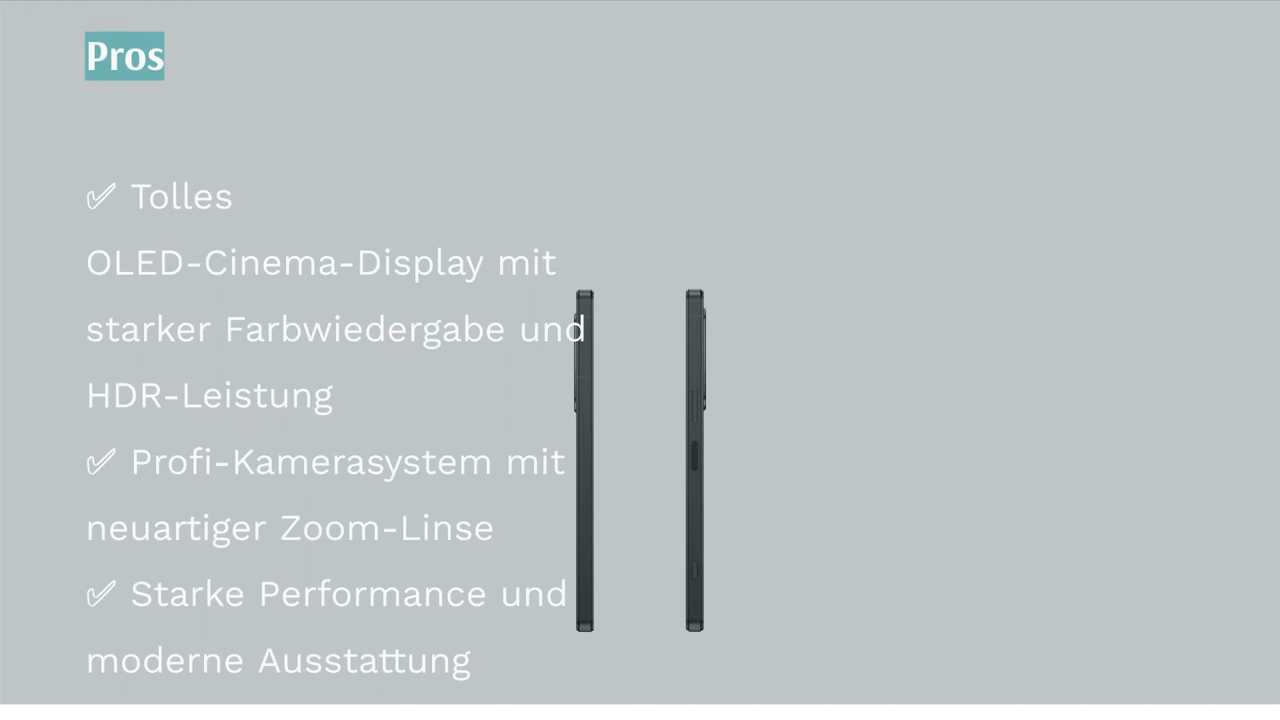 Pros
✅ Tolles
OLED-Cinema-Display mit
starker Farbwiedergabe und
HDR-Leistung
✅ Profi-Kamerasystem mit
neuartiger Zoom-Linse
✅ Starke Performance und
moderne Ausstattung